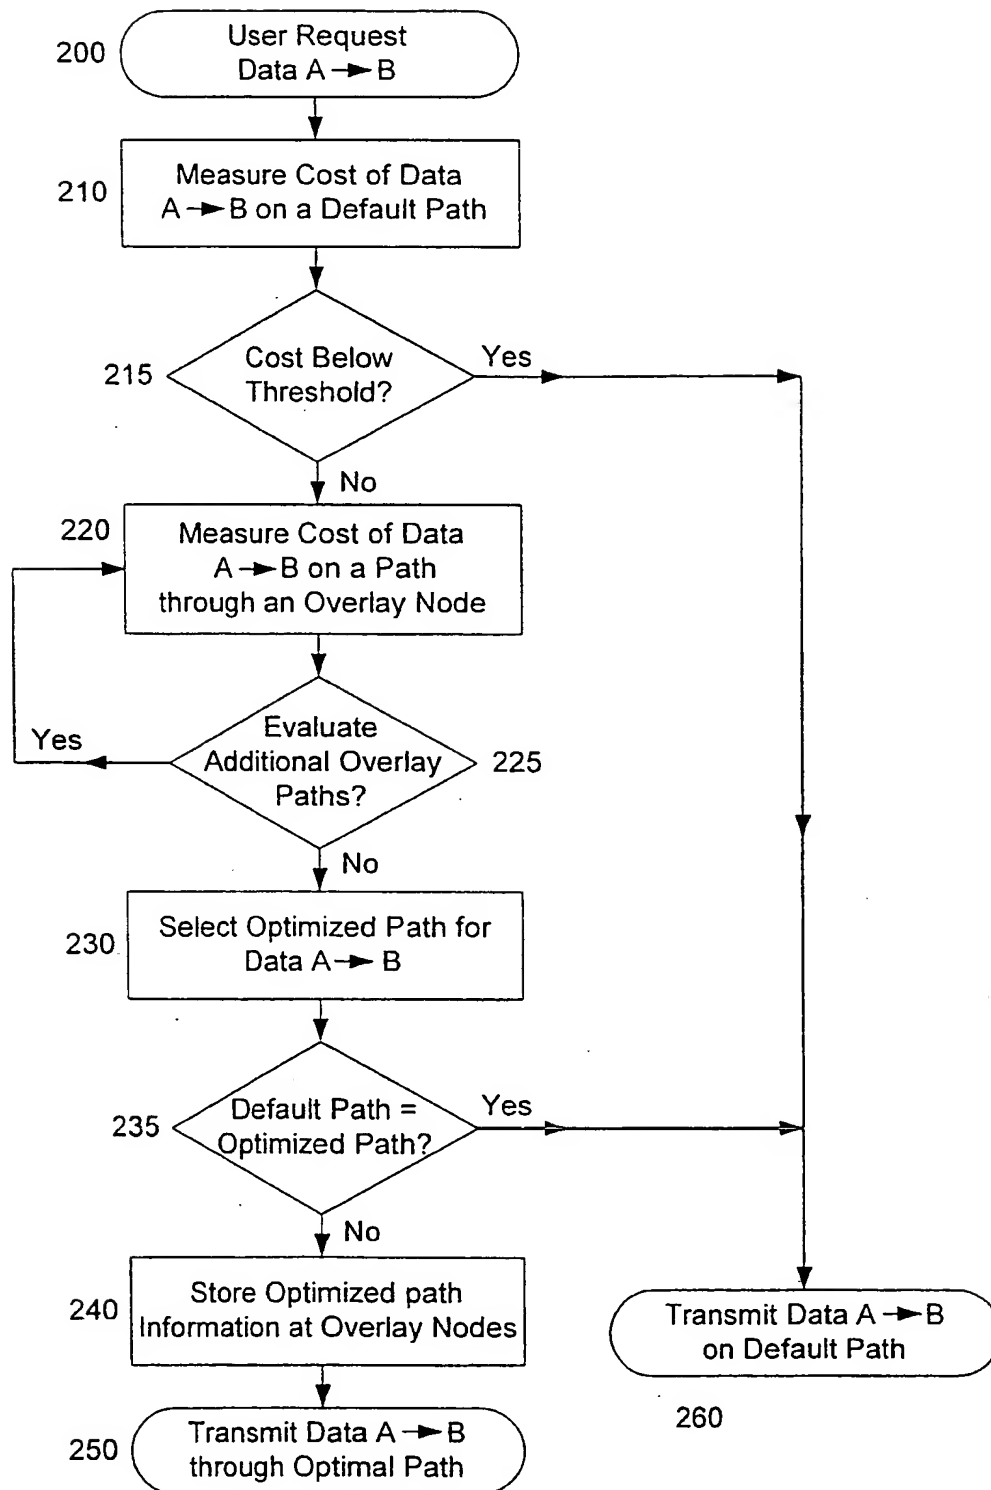 200
User Request
Data A → B
210
Measure Cost of Data
A → B on a Default Path
215
Cost Below
Threshold?
Yes
No
220
Measure Cost of Data
A → B on a Path
through an Overlay Node
Yes
Evaluate
Additional Overlay
Paths?
225
No
230
Select Optimized Path for
Data A → B
235
Default Path =
Optimized Path?
Yes
No
240
Store Optimized path
Information at Overlay Nodes
Transmit Data A → B
on Default Path
260
250
Transmit Data A → B
through Optimal Path